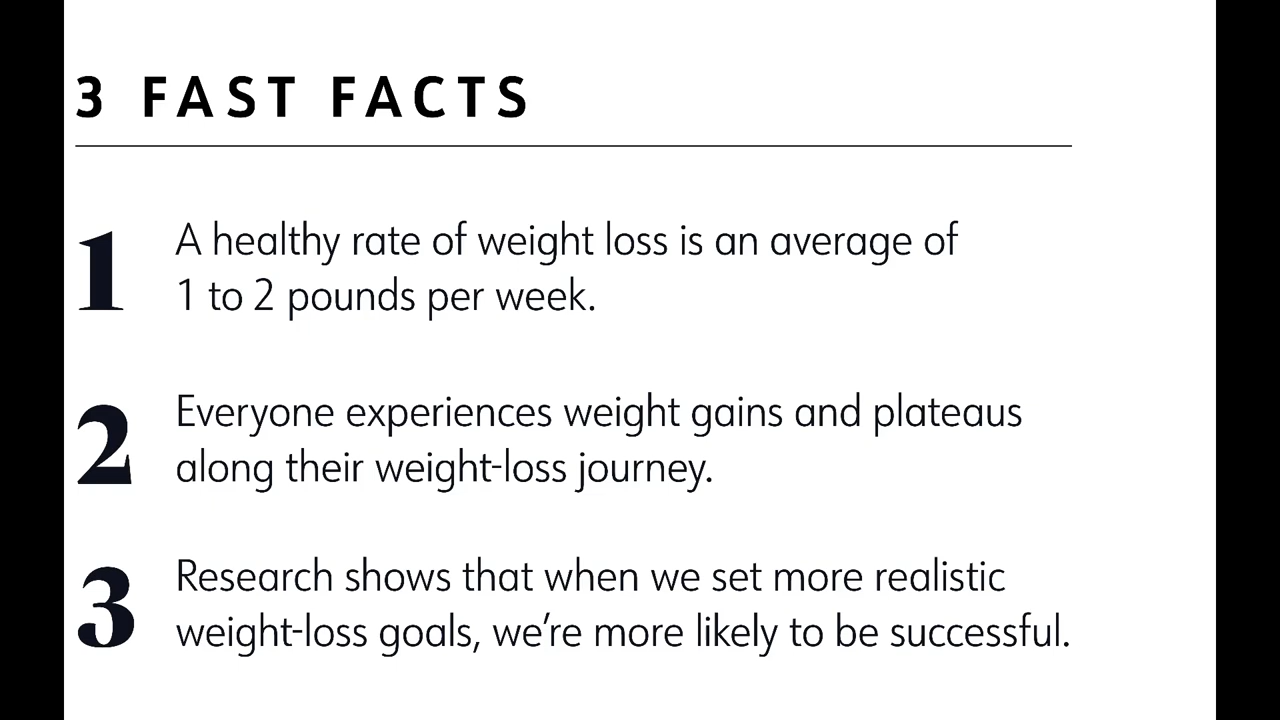 3 FAST FACTS
1 A healthy rate of weight loss is an average of
1 to 2 pounds per week.
2 Everyone experiences weight gains and plateaus
along their weight-loss journey.
3 Research shows that when we set more realistic
weight-loss goals, we’re more likely to be successful.